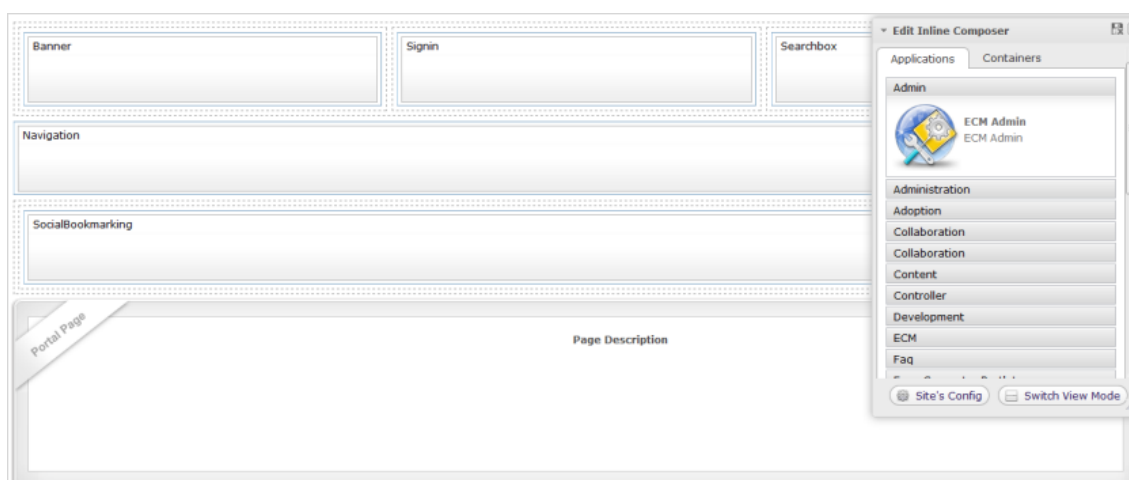 Banner
Signin
Searchbox
Navigation
SocialBookmarking
Portal Page
Page Description
Edit Inline Composer
Applications
Containers
Admin
ECM Admin
ECM Admin
Administration
Adoption
Collaboration
Collaboration
Content
Controller
Development
ECM
Faq
Site's Config
Switch View Mode